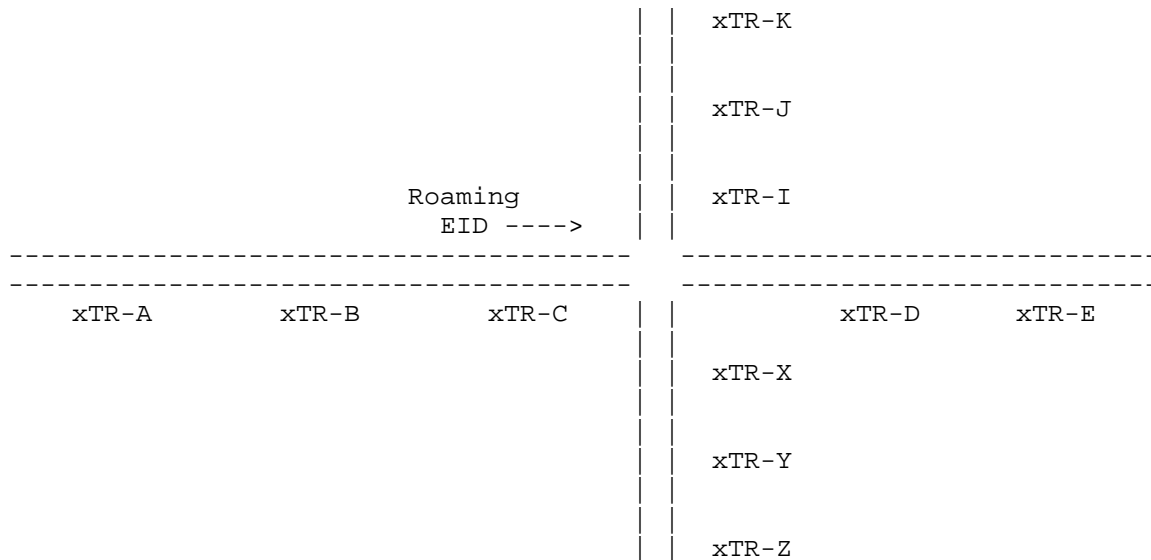 xTR-K
xTR-J
Roaming xTR-I
EID ---->
xTR-A xTR-B xTR-C xTR-D xTR-E
xTR-X
xTR-Y
xTR-Z